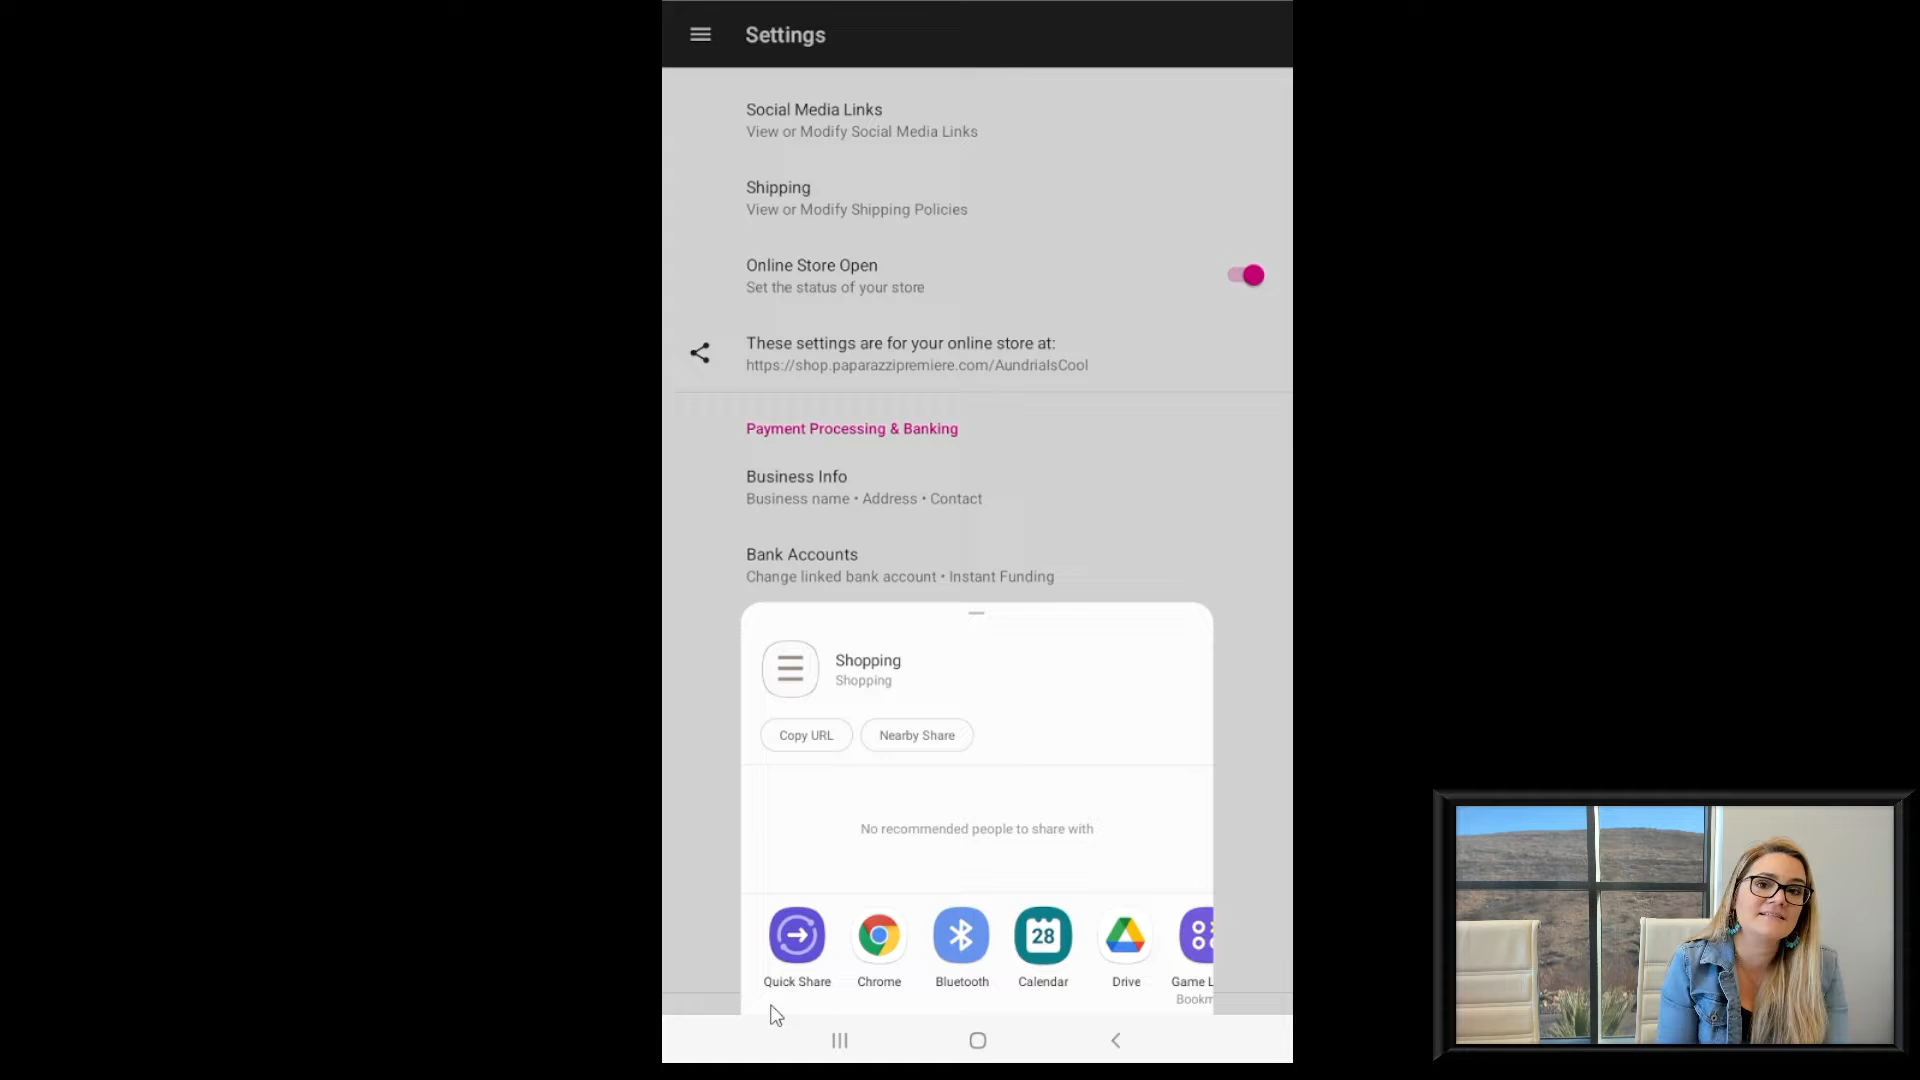 Settings
Social Media Links
View or Modify Social Media Links
Shipping
View or Modify Shipping Policies
Online Store Open
Set the status of your store
These settings are for your online store at:
https://shop.paparazzipremiere.com/AundriaIsCool
Payment Processing & Banking
Business Info
Business name • Address • Contact
Bank Accounts
Change linked bank account • Instant Funding
Shopping
Shopping
Copy URL
Nearby Share
No recommended people to share with
28
Quick Share
Chrome
Bluetooth
Calendar
Drive
Game L
Bookm